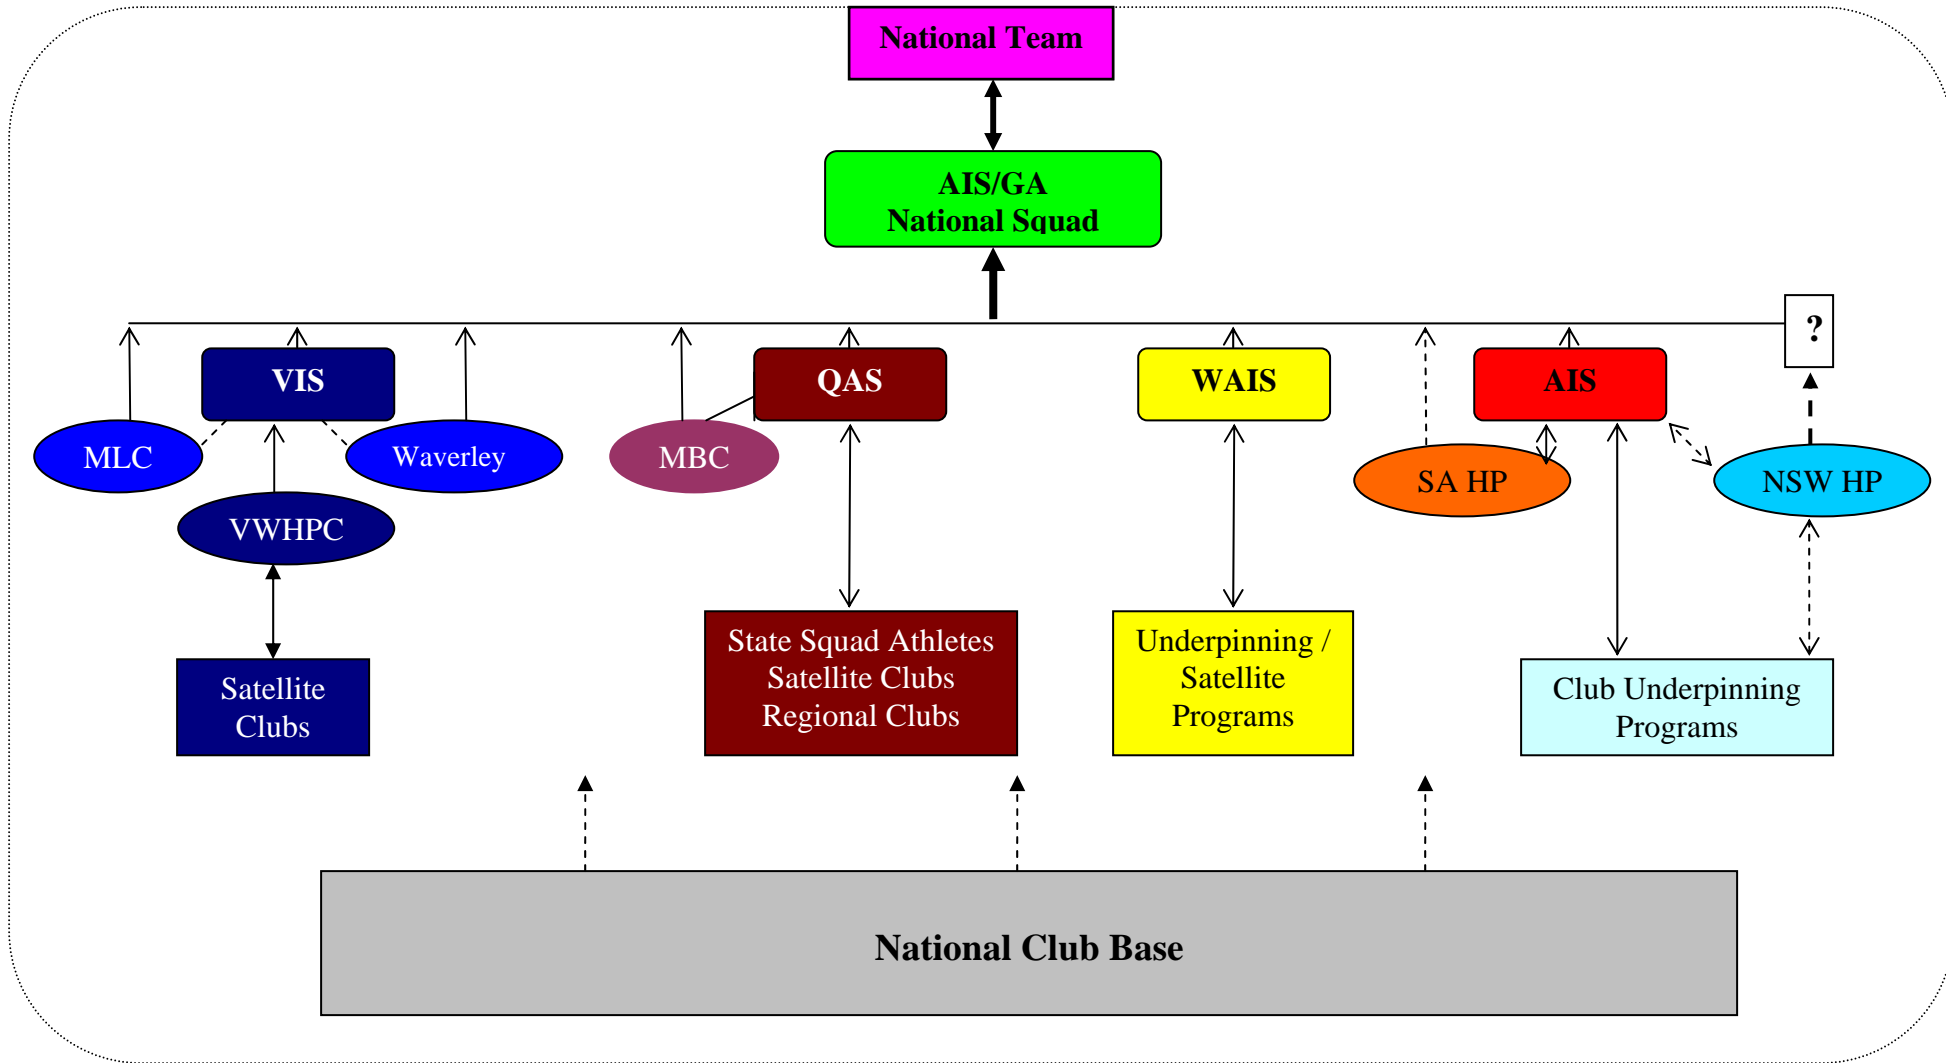 National Team
AIS/GA
National Squad
?
VIS
QAS
WAIS
AIS
MLC
Waverley
MBC
SA HP
NSW HP
VWHPC
State Squad Athletes
Satellite Clubs
Regional Clubs
Underpinning /
Satellite
Programs
Satellite
Clubs
Club Underpinning
Programs
National Club Base